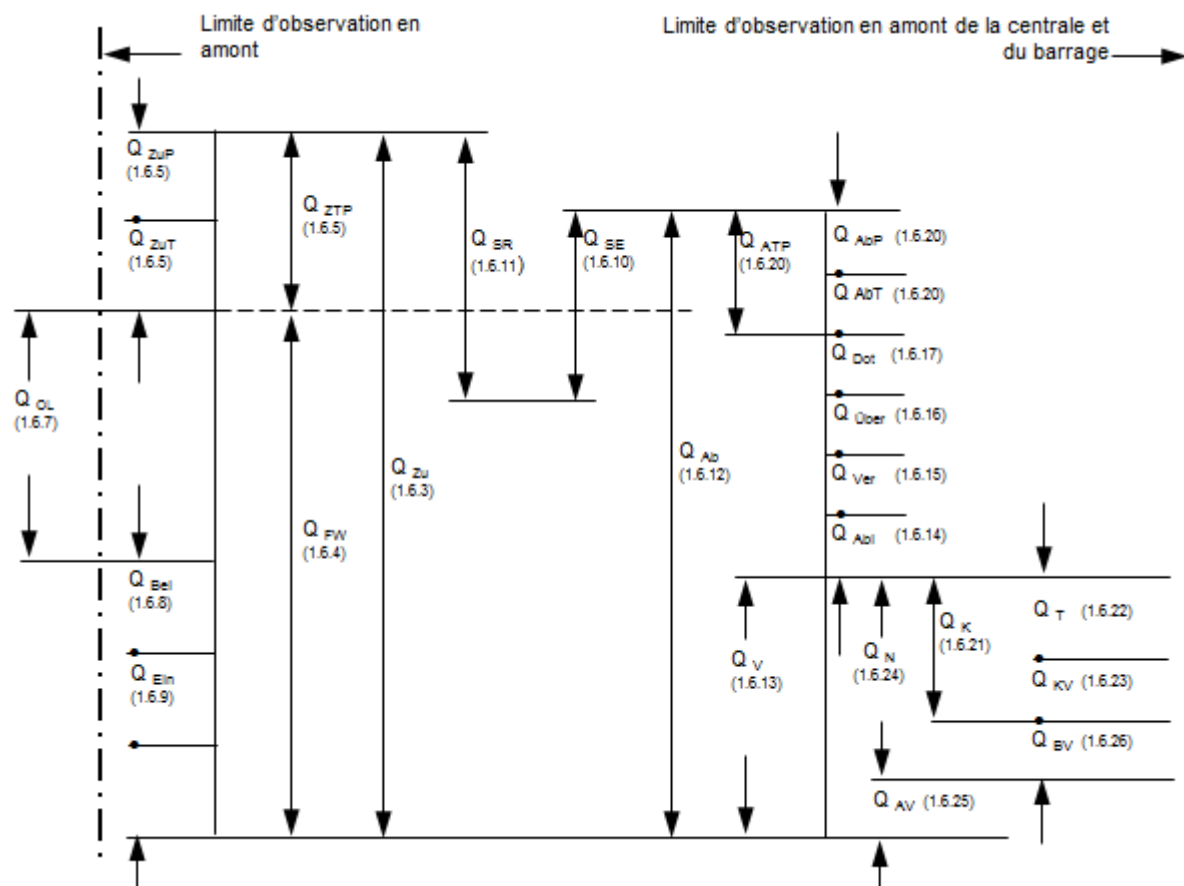 Limite d'observation en
amont
Limite d'observation en amont de la centrale et
du barrage
Q ZuP
(1.6.5)
Q ZuT
(1.6.5)
Q OL
(1.6.7)
Q Bei
(1.6.8)
Q Ein
(1.6.9)
Q ZTP
(1.6.5)
Q FW
(1.6.4)
Q Zu
(1.6.3)
Q SR
(1.6.11)
Q SE
(1.6.10)
Q Ab
(1.6.12)
Q ATP
(1.6.20)
Q AbP (1.6.20)
Q AbT (1.6.20)
Q Dot (1.6.17)
Q Über (1.6.16)
Q Ver (1.6.15)
Q Abl (1.6.14)
Q V
(1.6.13)
Q N
(1.6.24)
Q K
(1.6.21)
Q T (1.6.22)
Q KV (1.6.23)
Q BV (1.6.26)
Q AV (1.6.25)